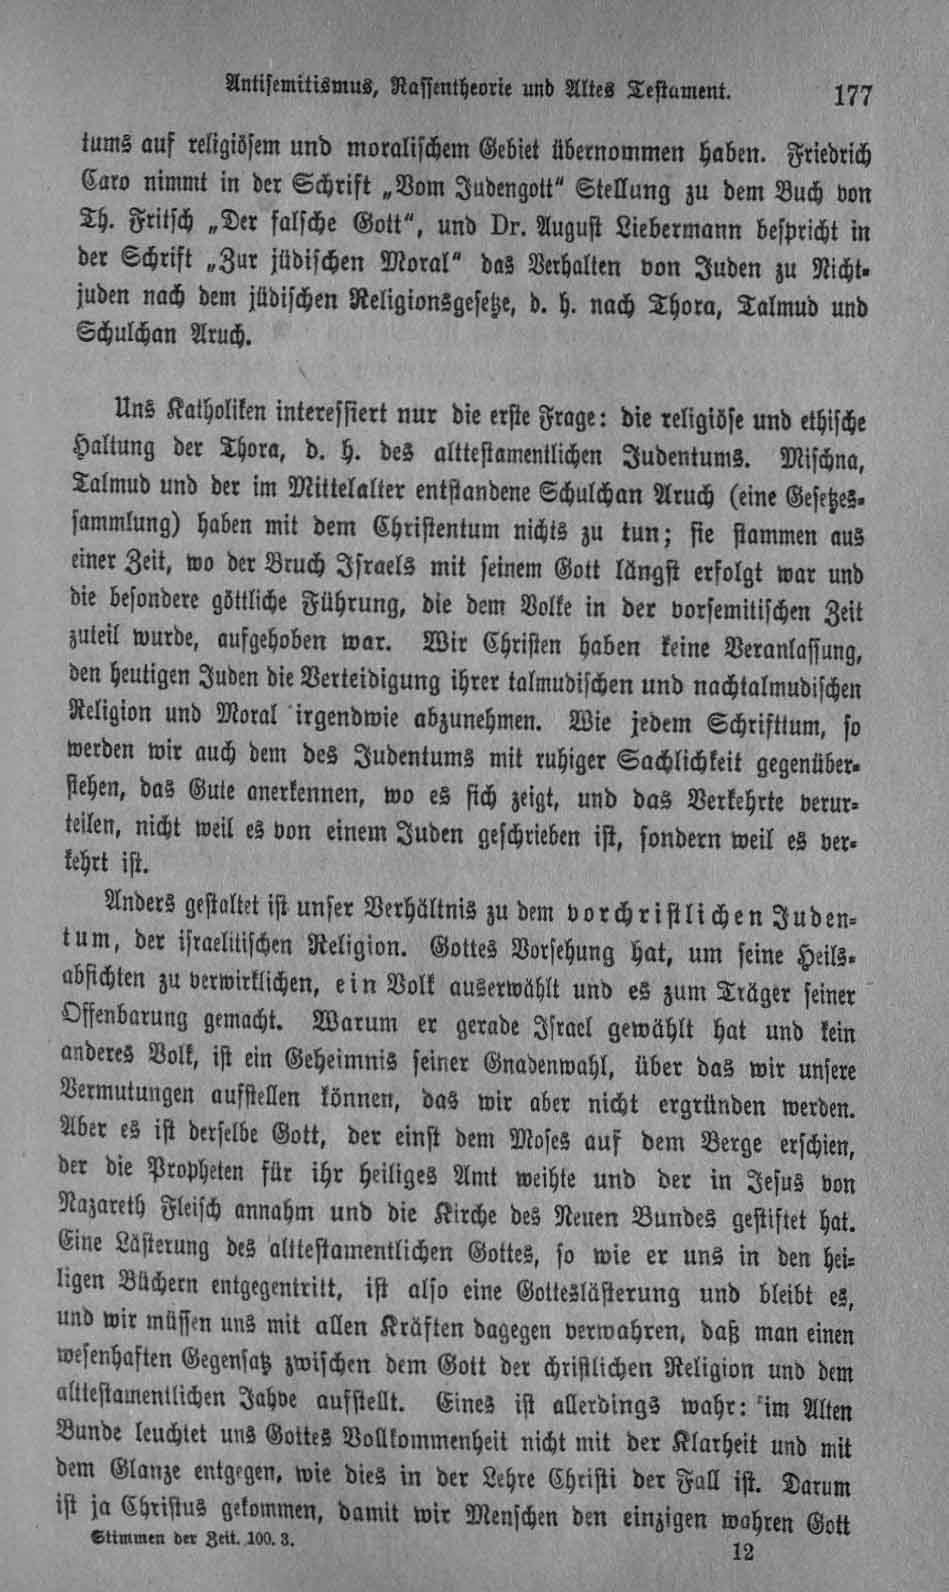 Antisemitismus, Rassentheorie und Altes Testament. 177
tums auf religiösem und moralischem Gebiet übernommen haben. Friedrich
Caro nimmt in der Schrift „Vom Judengott“ Stellung zu dem Buch von
Th. Fritsch „Der falsche Gott“, und Dr. August Liebermann bespricht in
der Schrift „Zur jüdischen Moral“ das Verhalten von Juden zu Nicht-
juden nach dem jüdischen Religionsgesetze, d. h. nach Thora, Talmud und
Schulchan Aruch.
Uns Katholiken interessiert nur die erste Frage: die religiöse und ethische
Haltung der Thora, d. h. des alttestamentlichen Judentums. Mischna,
Talmud und der im Mittelalter entstandene Schulchan Aruch (eine Gesetzes-
sammlung) haben mit dem Christentum nichts zu tun; sie stammen aus
einer Zeit, wo der Bruch Israels mit seinem Gott längst erfolgt war und
die besondere göttliche Führung, die dem Volke in der vorsemitischen Zeit
zuteil wurde, aufgehoben war. Wir Christen haben keine Veranlassung,
den heutigen Juden die Verteidigung ihrer talmudischen und nachtalmudischen
Religion und Moral irgendwie abzunehmen. Wie jedem Schrifttum, so
werden wir auch dem des Judentums mit ruhiger Sachlichkeit gegenüber-
stehen, das Gute anerkennen, wo es sich zeigt, und das Verkehrte verur-
teilen, nicht weil es von einem Juden geschrieben ist, sondern weil es ver-
kehrt ist.
Anders gestaltet ist unser Verhältnis zu dem vorchristlichen Juden-
tum, der israelitischen Religion. Gottes Vorsehung hat, um seine Heils-
absichten zu verwirklichen, ein Volk auserwählt und es zum Träger seiner
Offenbarung gemacht. Warum er gerade Israel gewählt hat und kein
anderes Volk, ist ein Geheimnis seiner Gnadenwahl, über das wir unsere
Vermutungen aufstellen können, das wir aber nicht ergründen werden.
Aber es ist derselbe Gott, der einst dem Moses auf dem Berge erschien,
der die Propheten für ihr heiliges Amt weihte und der in Jesus von
Nazareth Fleisch annahm und die Kirche des Neuen Bundes gestiftet hat.
Eine Lästerung des alttestamentlichen Gottes, so wie er uns in den hei-
ligen Büchern entgegentritt, ist also eine Gotteslästerung und bleibt es,
und wir müssen uns mit allen Kräften dagegen verwahren, daß man einen
wesenhaften Gegensatz zwischen dem Gott der christlichen Religion und dem
alttestamentlichen Jahve aufstellt. Eines ist allerdings wahr: im Alten
Bunde leuchtet uns Gottes Vollkommenheit nicht mit der Klarheit und mit
dem Glanze entgegen, wie dies in der Lehre Christi der Fall ist. Darum
ist ja Christus gekommen, damit wir Menschen den einzigen wahren Gott
Stimmen der Zeit. 100. 3. 12